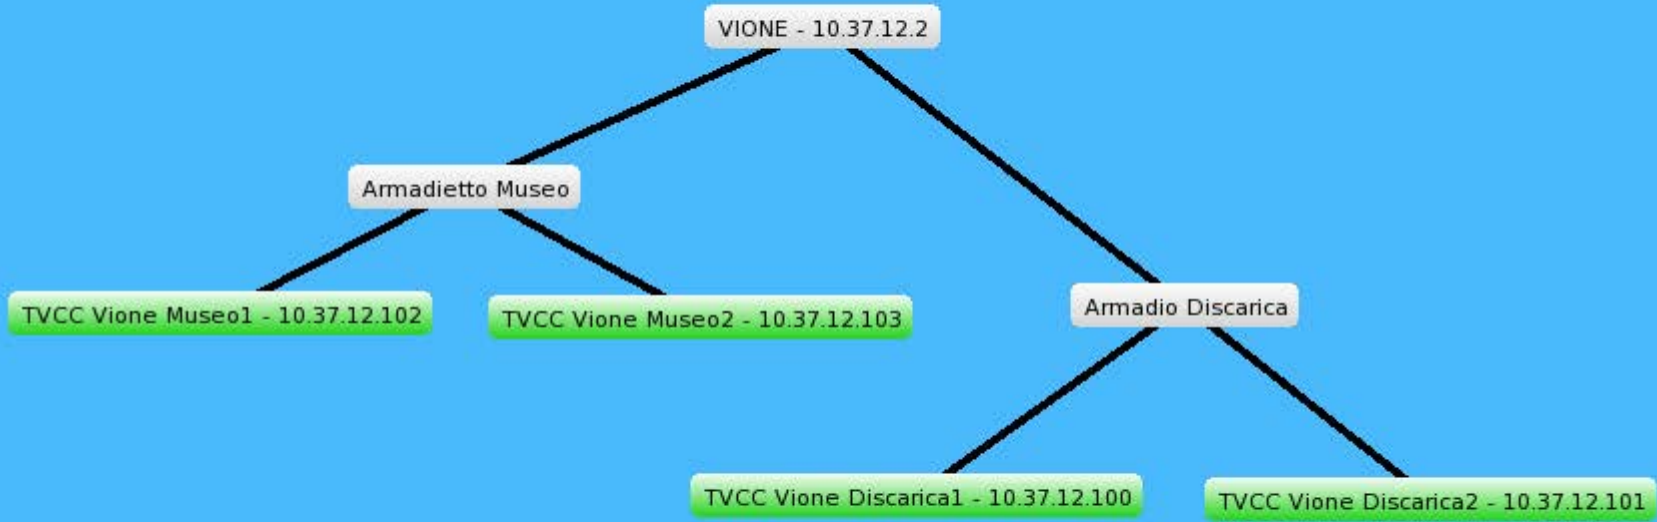 VIONE - 10.37.12.2
Armadietto Museo
TVCC Vione Museo1 - 10.37.12.102
TVCC Vione Museo2 - 10.37.12.103
Armadio Discarica
TVCC Vione Discarica1 - 10.37.12.100
TVCC Vione Discarica2 - 10.37.12.101